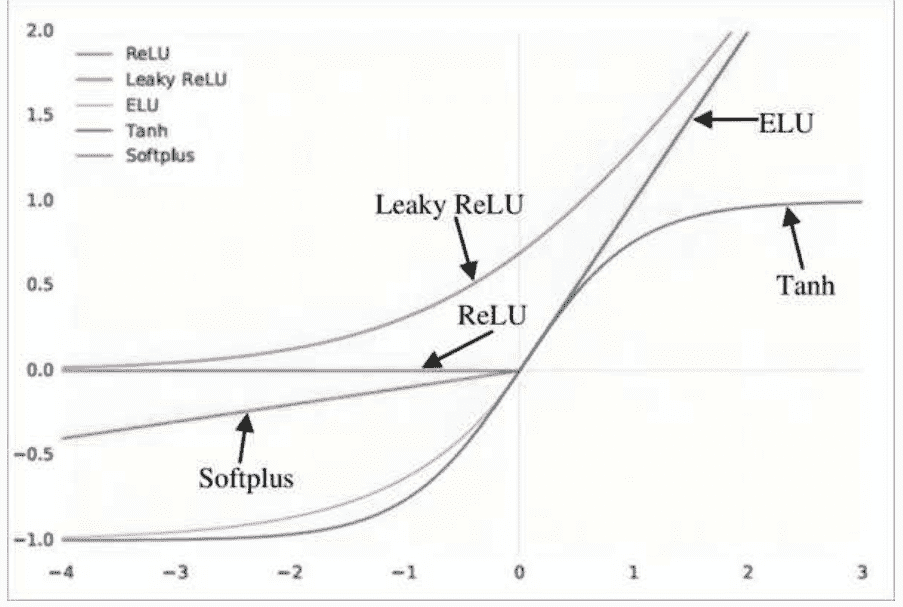 2.0
ReLU
Leaky ReLU
ELU
Tanh
Softplus
1.5
ELU
1.0
Leaky ReLU
Tanh
0.5
ReLU
0.0
Softplus
−0.5
−1.0
−4 −3 −2 −1 0 1 2 3